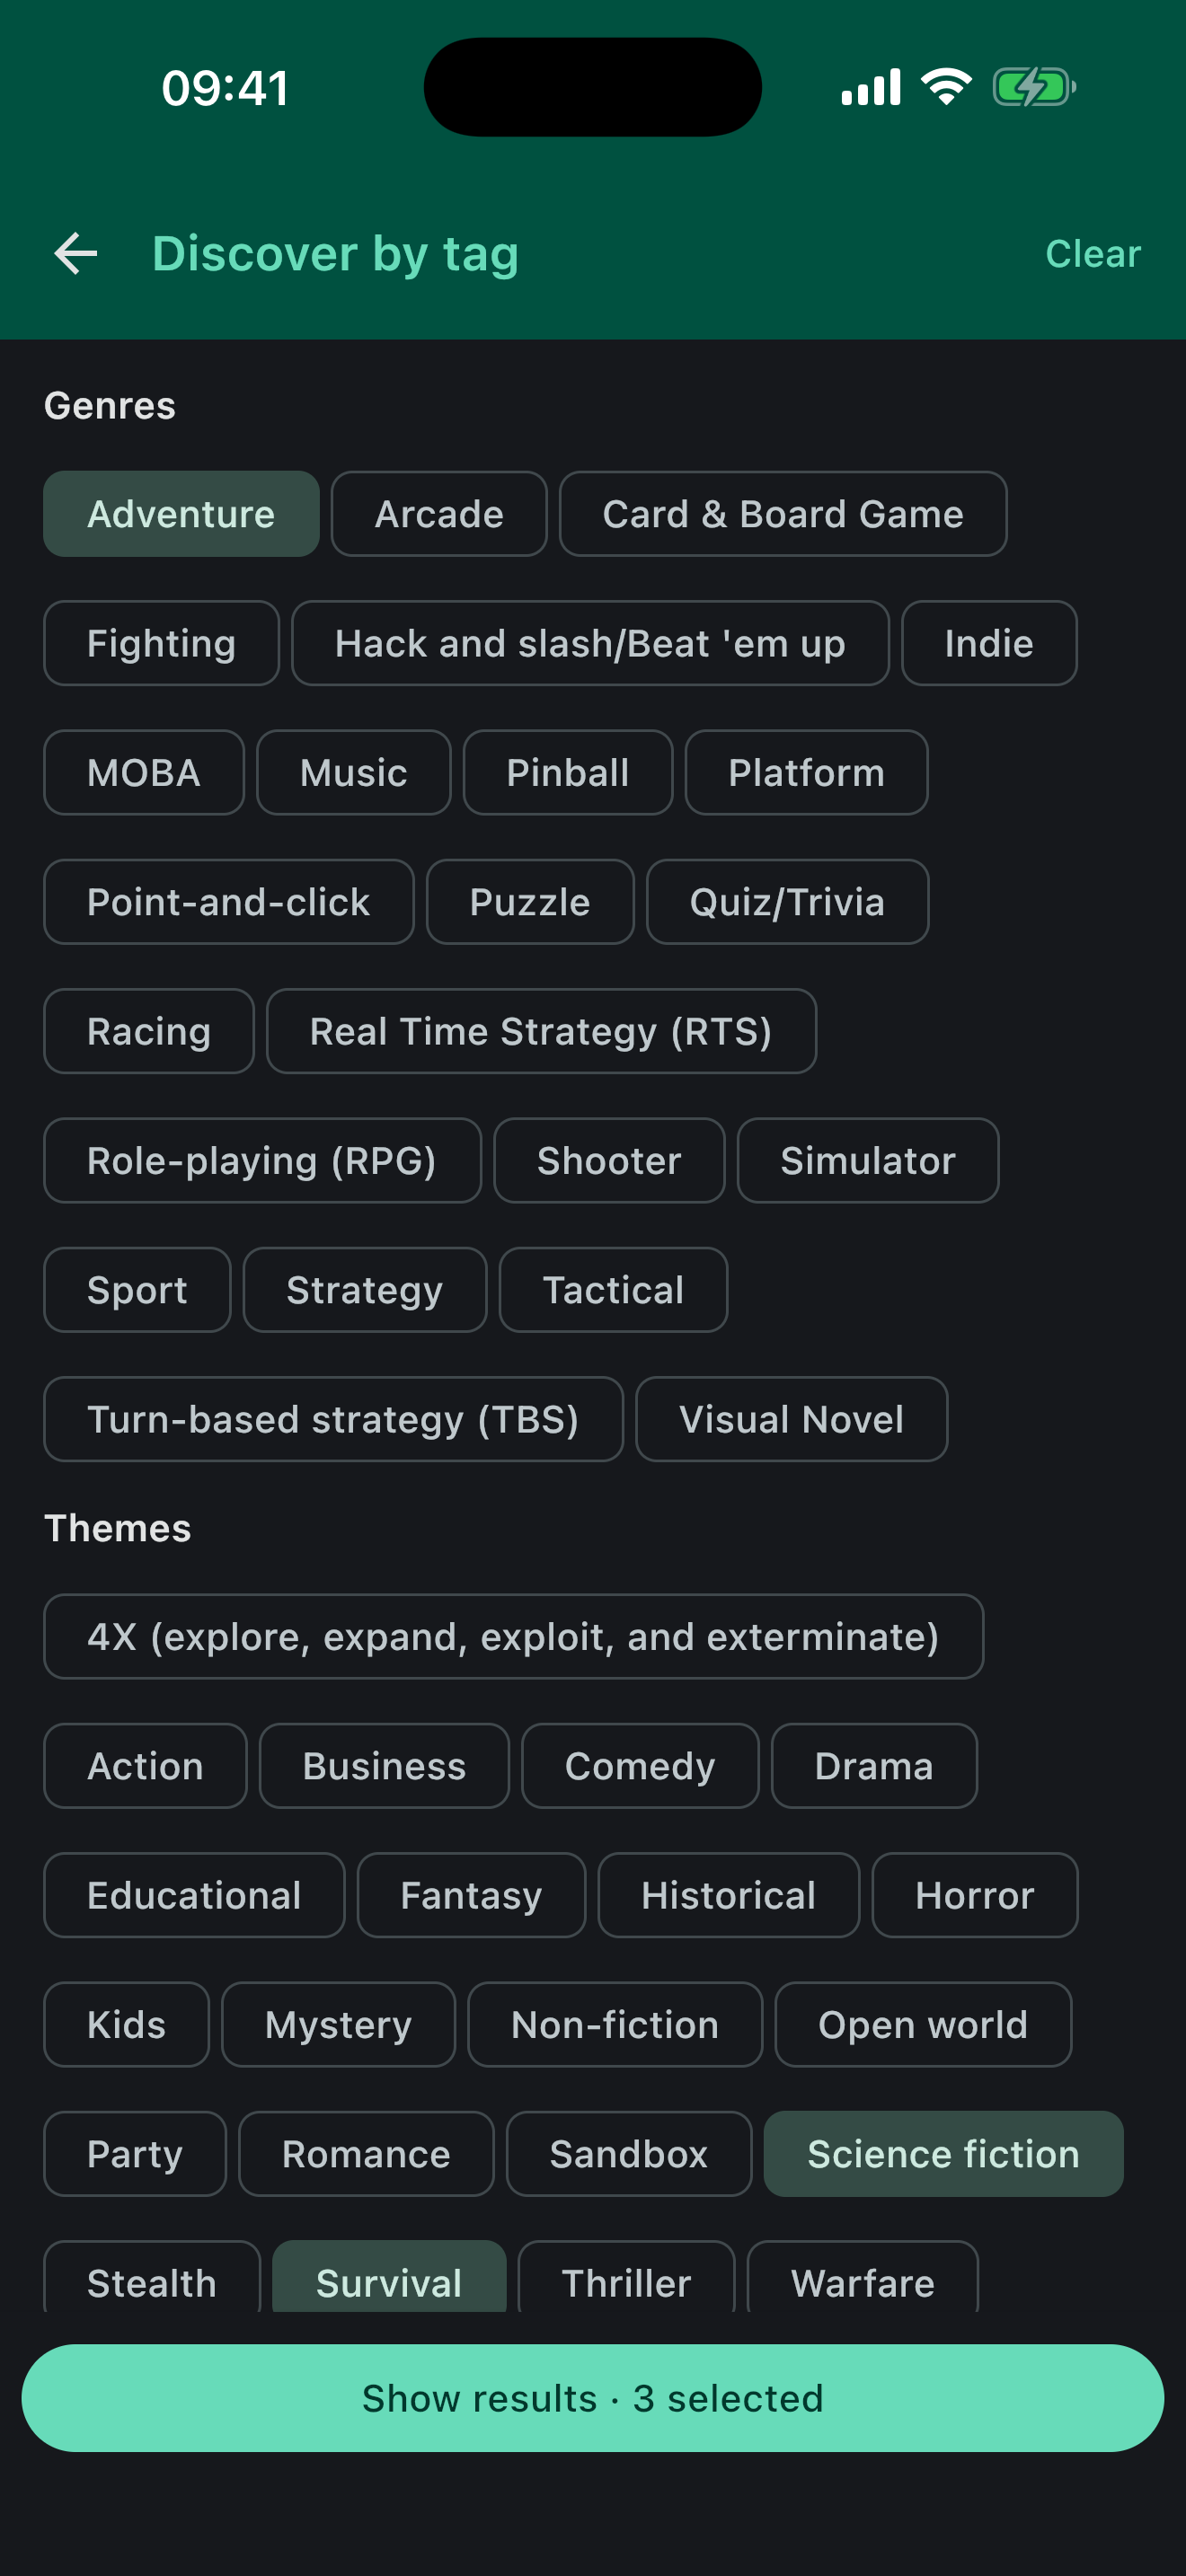 09:41
Discover by tag
Clear
Genres
Adventure
Arcade
Card & Board Game
Fighting
Hack and slash/Beat 'em up
Indie
MOBA
Music
Pinball
Platform
Point-and-click
Puzzle
Quiz/Trivia
Racing
Real Time Strategy (RTS)
Role-playing (RPG)
Shooter
Simulator
Sport
Strategy
Tactical
Turn-based strategy (TBS)
Visual Novel
Themes
4X (explore, expand, exploit, and exterminate)
Action
Business
Comedy
Drama
Educational
Fantasy
Historical
Horror
Kids
Mystery
Non-fiction
Open world
Party
Romance
Sandbox
Science fiction
Stealth
Survival
Thriller
Warfare
Show results · 3 selected